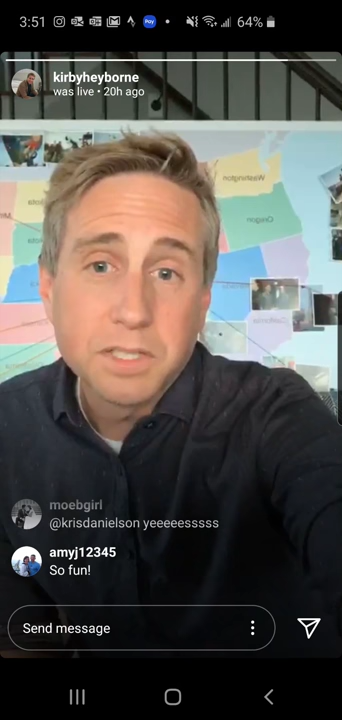 3:51
64%
kirbyheyborne
was live • 20h ago
Washington
Oregon
moebgirl
@krisdanielson yeeeeesssss
amyj12345
So fun!
Send message